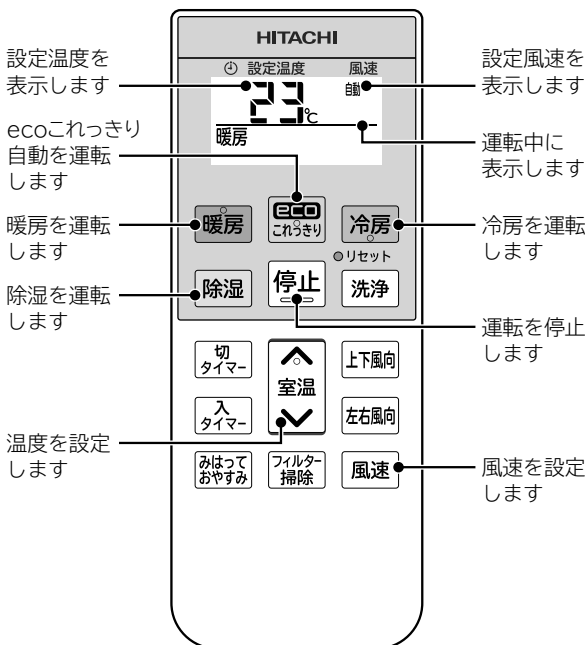 HITACHI
設定温度を
表示します
設定温度
風速
設定風速を
表示します
23℃
自動
暖房
運転中に
表示します
ecoこれっきり
自動を運転
します
暖房を運転
します
暖房
eco
これっきり
冷房
冷房を運転
します
リセット
除湿を運転
します
除湿
停止
洗浄
運転を停止
します
切
タイマー
室温
上下風向
入
タイマー
左右風向
温度を設定
します
みはって
おやすみ
フィルター
掃除
風速
風速を設定
します